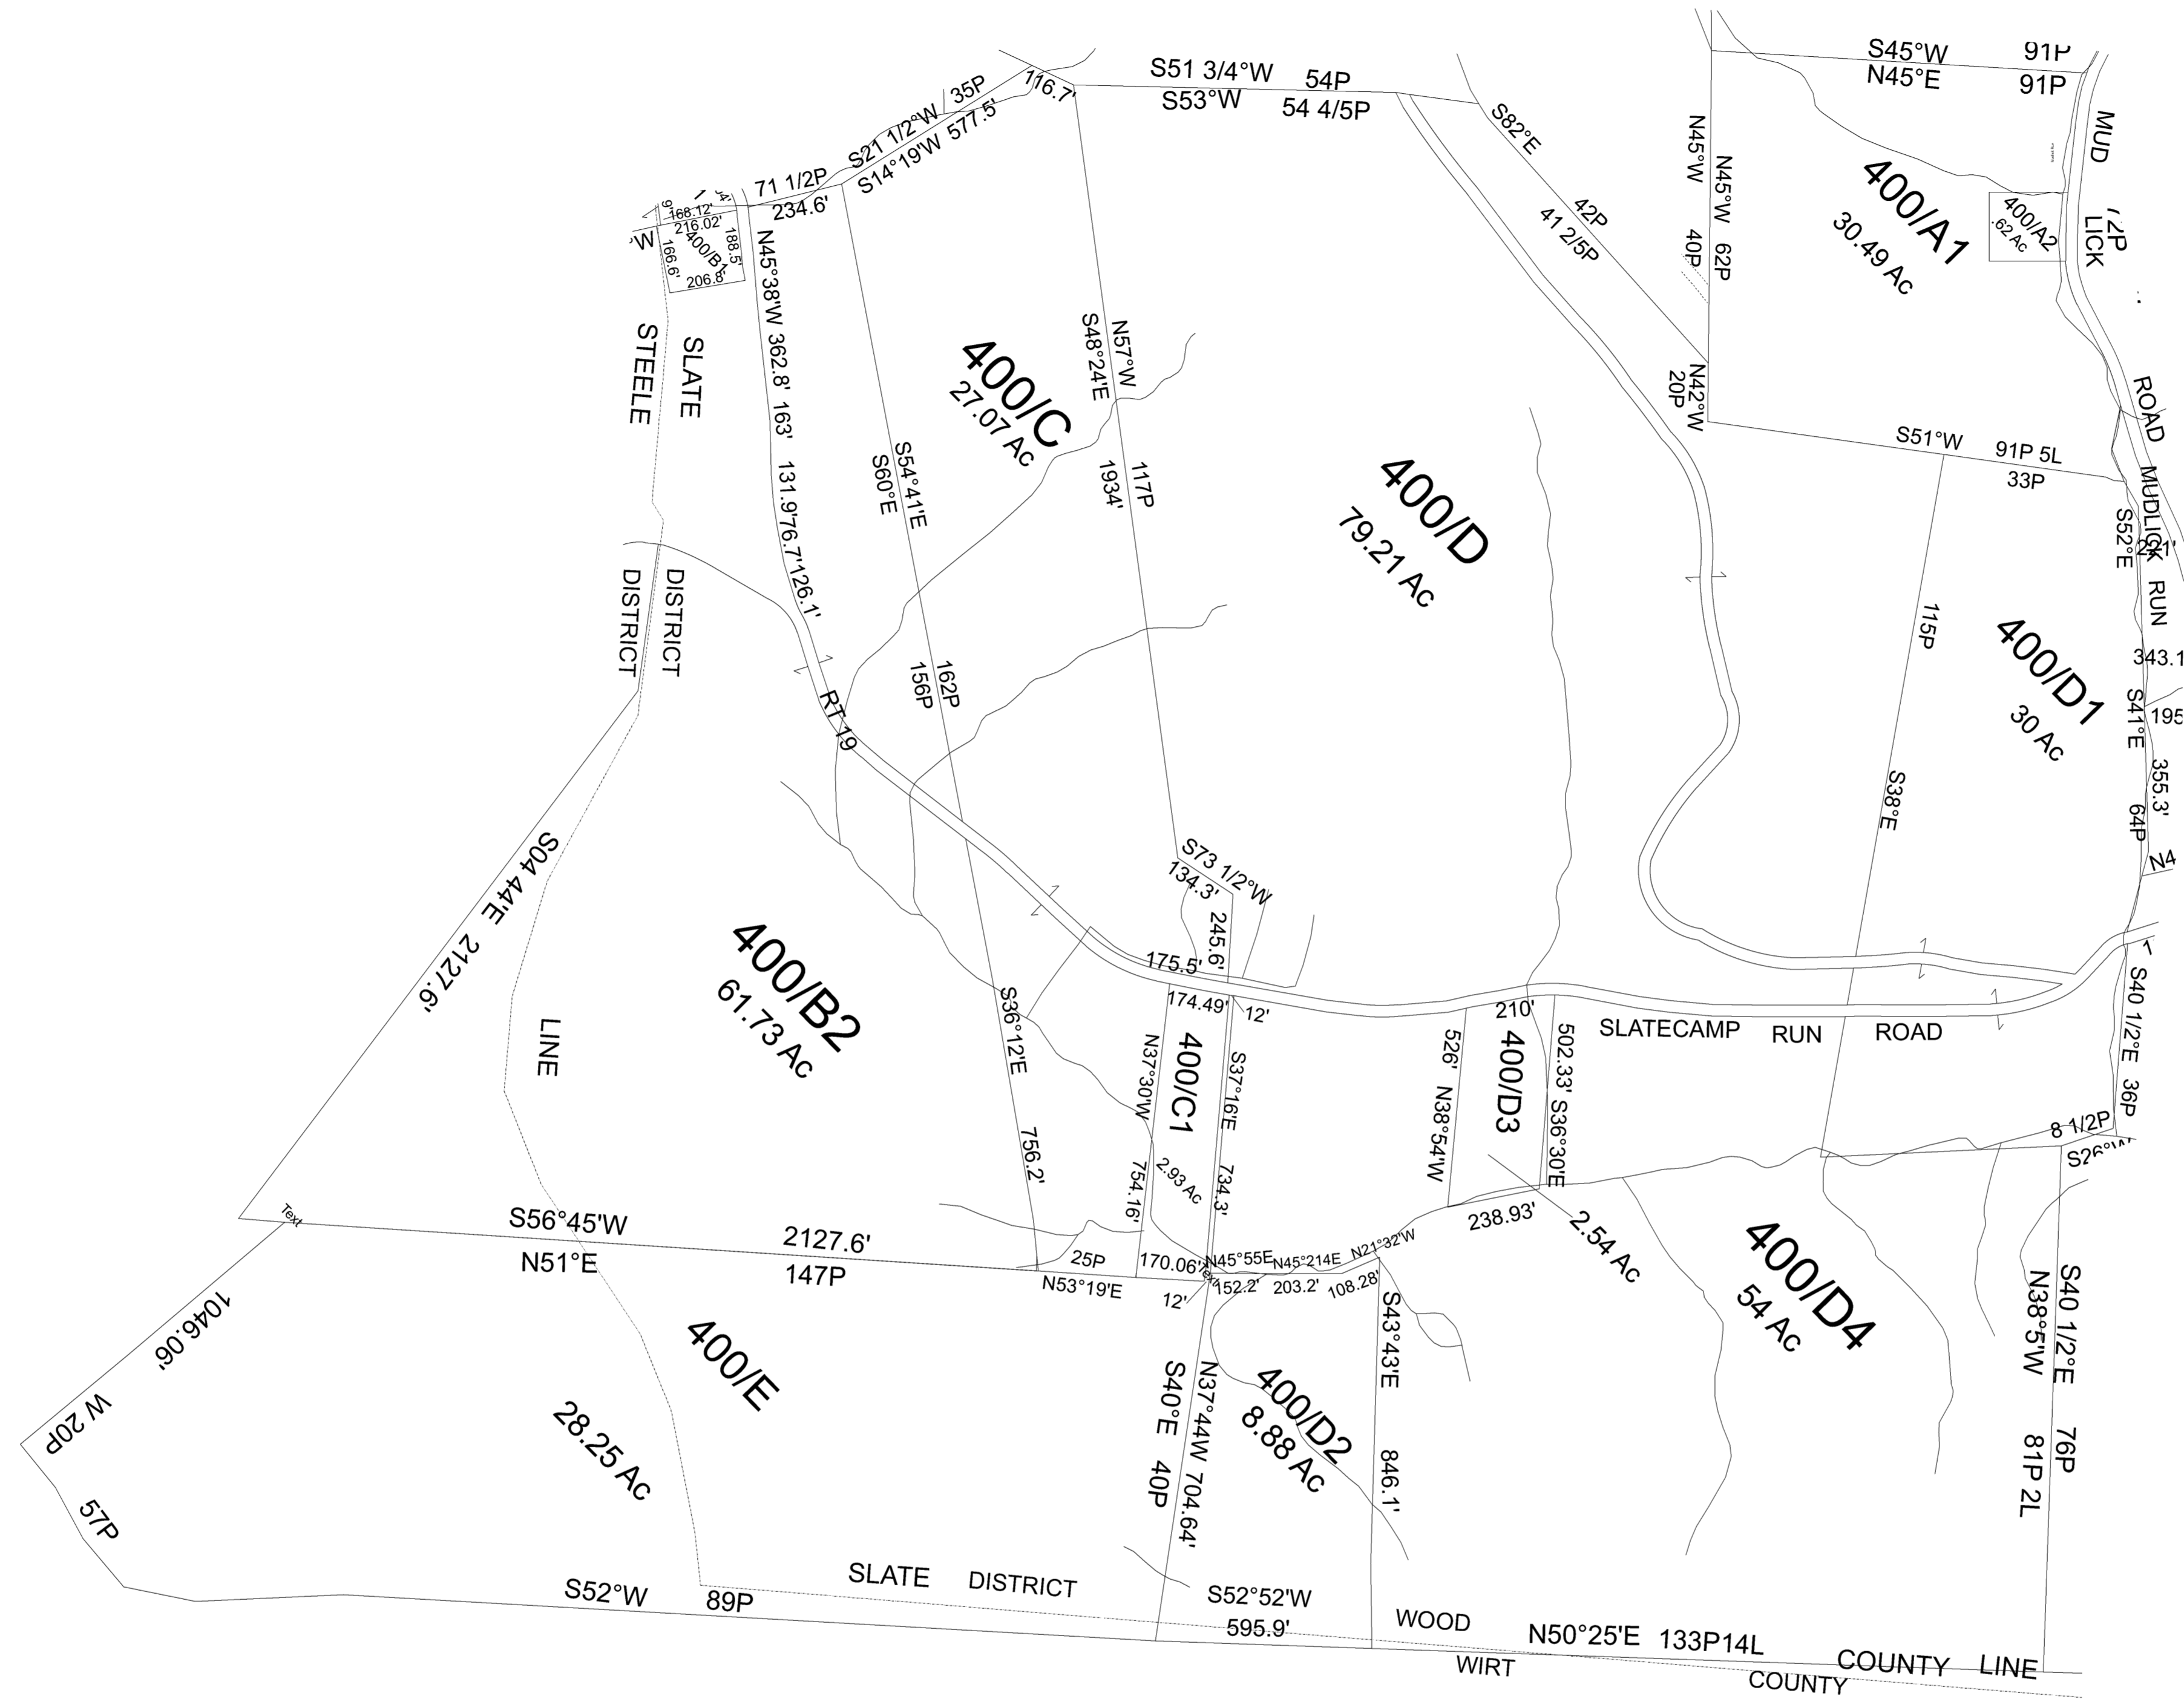 S51 3/4°W 54P
S53°W 54 4/5P
S45°W 91P
N45°E 91P
116.7'
35P
S21 1/2°W
S14°19'W 577.5'
71 1/2P
234.6'
168.12'
216.02'
9'
°W
166.6'
400/B1
188.5'
206.8'
S82°E
42P
41 2/5P
N45°W 40P
N45°W 62P
N42°W
20P
400/A1
30.49 Ac
400/A2
.62 Ac
MUD LICK ROAD
72P
STEELE DISTRICT
SLATE DISTRICT
LINE
N45°38'W 362.8' 163' 131.9' 76.7' 126.1'
RT 19
400/C
27.07 Ac
S54°41'E 162P
S60°E 156P
N57°W 117P
S48°24'E 1934'
400/D
79.21 Ac
S51°W 91P 5L
33P
MUDLICK RUN
S52°E
221'
343.1
S41°E
195
355.3'
64P
N4
115P
S38°E
400/D1
30 Ac
S04 44'E 2127.6'
400/B2
61.73 Ac
S73 1/2°W
134.3'
245.6'
175.5'
174.49'
12'
S36°12'E 756.2'
N37°30'W 754.16'
400/C1
2.93 Ac
S37°16'E 734.3'
210'
526' N38°54'W
400/D3
502.33' S36°30'E
238.93'
2.54 Ac
SLATECAMP RUN ROAD
1
S40 1/2°E 36P
8 1/2P
S26°W
Text
S56°45'W 2127.6'
N51°E 147P
25P
N53°19'E
170.06'
12'
Text
N45°55E
152.2'
N45°214E
203.2'
N21°32'W
108.28'
1046.06'
W 20P
57P
400/E
28.25 Ac
S40°E 40P
N37°44W 704.64'
400/D2
8.88 Ac
S43°43'E 846.1'
400/D4
54 Ac
S40 1/2°E 76P
N38°5'W 81P 2L
S52°W 89P
SLATE DISTRICT
S52°52'W
595.9'
WOOD COUNTY LINE
N50°25'E 133P14L
WIRT COUNTY